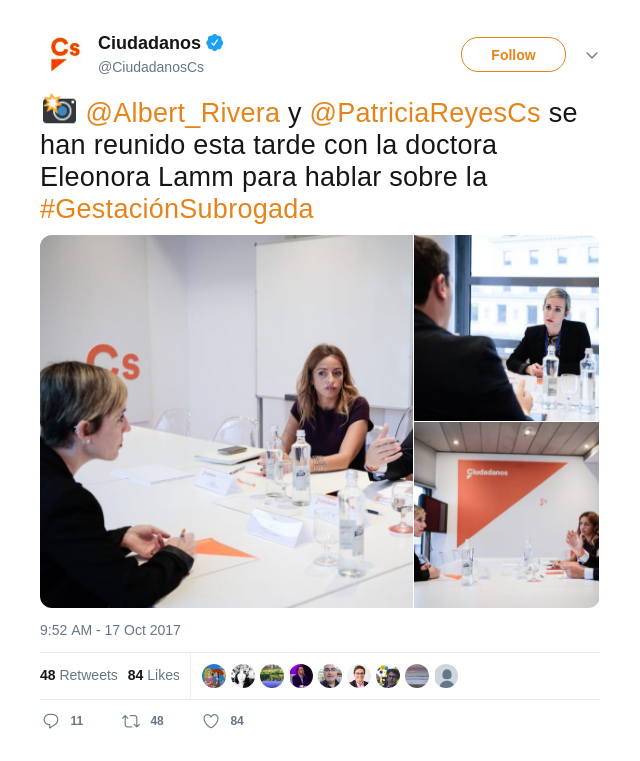 Cs
Ciudadanos
@CiudadanosCs
Follow
@Albert_Rivera y @PatriciaReyesCs se
han reunido esta tarde con la doctora
Eleonora Lamm para hablar sobre la
#GestaciónSubrogada
Cs
Ciudadanos
9:52 AM - 17 Oct 2017
48 Retweets 84 Likes
11 48 84